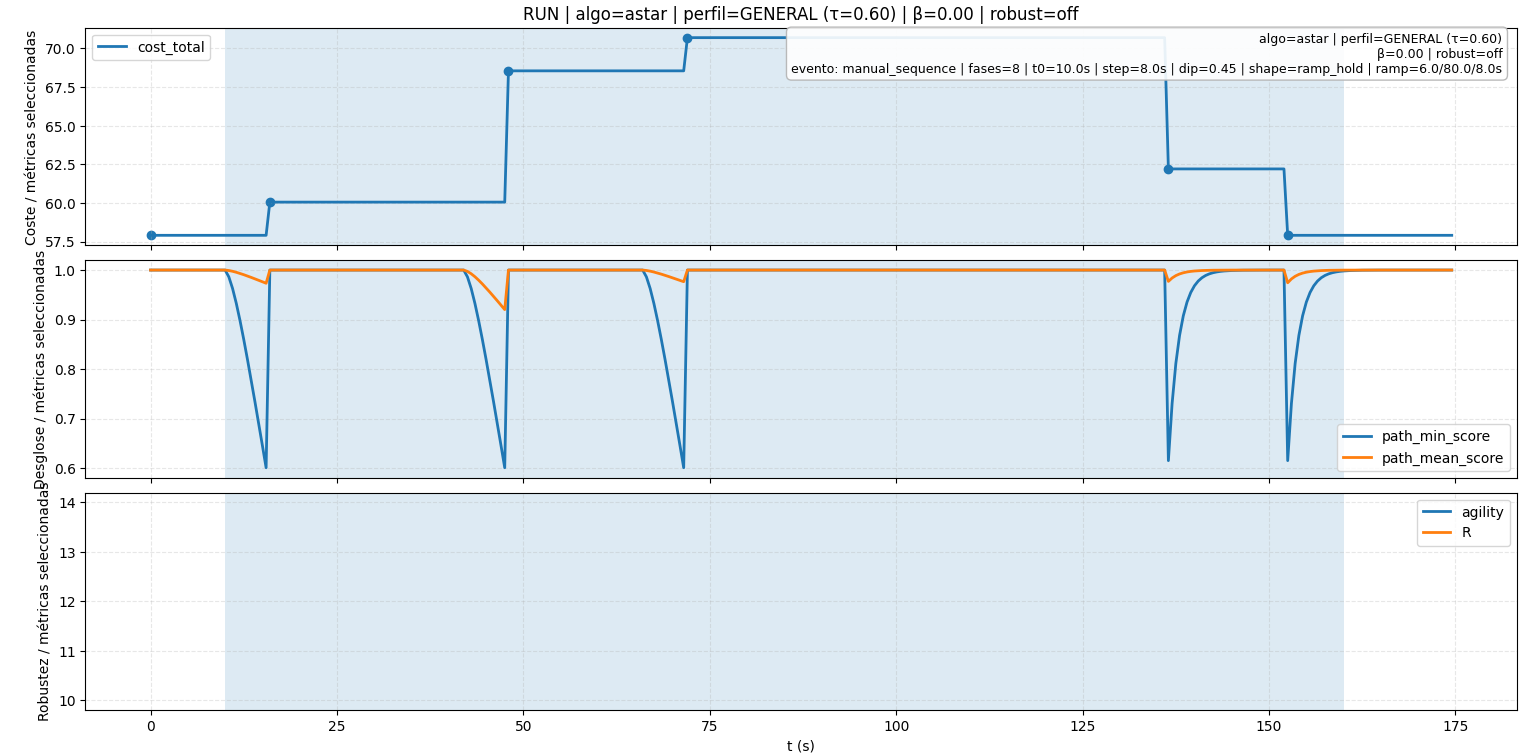 RUN | algo=astar | perfil=GENERAL (τ=0.60) | β=0.00 | robust=off
Coste / métricas seleccionadas
70.0
67.5
65.0
62.5
60.0
57.5
cost_total
algo=astar | perfil=GENERAL (τ=0.60)
β=0.00 | robust=off
evento: manual_sequence | fases=8 | t0=10.0s | step=8.0s | dip=0.45 | shape=ramp_hold | ramp=6.0/80.0/8.0s
Desglose / métricas seleccionadas
1.0
0.9
0.8
0.7
0.6
path_min_score
path_mean_score
Robustez / métricas seleccionadas
14
13
12
11
10
agility
R
0
25
50
75
100
125
150
175
t (s)